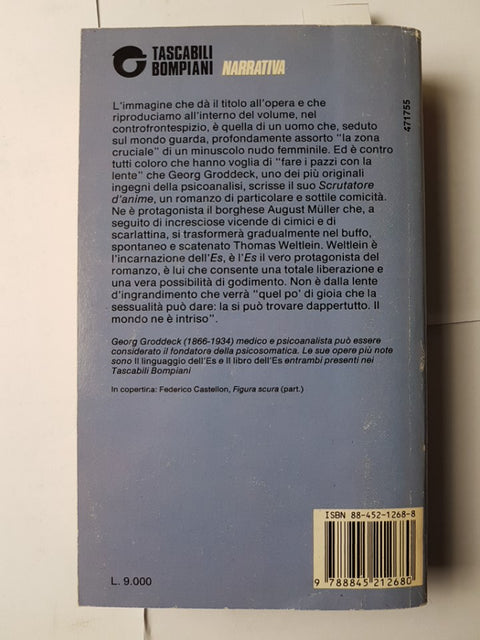 TASCABILI
BOMPIANI NARRATIVA
L'immagine che dà il titolo all'opera e che
riproduciamo all'interno del volume, nel
controfrontespizio, è quella di un uomo che, seduto
sul mondo guarda, profondamente assorto "la zona
cruciale" di un minuscolo nudo femminile. Ed è contro
tutti coloro che hanno voglia di "fare i pazzi con la
lente" che Georg Groddeck, uno dei più originali
ingegni della psicoanalisi, scrisse il suo Scrutatore
d'anime, un romanzo di particolare e sottile comicità.
Ne è protagonista il borghese August Müller che, a
seguito di incresciose vicende di cimici e di
scarlattina, si trasformerà gradualmente nel buffo,
spontaneo e scatenato Thomas Weltlein. Weltlein è
l'incarnazione dell'Es, è l'Es il vero protagonista del
romanzo, è lui che consente una totale liberazione e
una vera possibilità di godimento. Non è dalla lente
d'ingrandimento che verrà "quel po' di gioia che la
sessualità può dare: la si può trovare dappertutto. Il
mondo ne è intriso".
Georg Groddeck (1866-1934) medico e psicoanalista può essere
considerato il fondatore della psicosomatica. Le sue opere più note
sono Il linguaggio dell'Es e Il libro dell'Es entrambi presenti nei
Tascabili Bompiani
In copertina: Federico Castellon, Figura scura (part.)
471755
ISBN 88-452-1268-8
9 788845 212680
L. 9.000